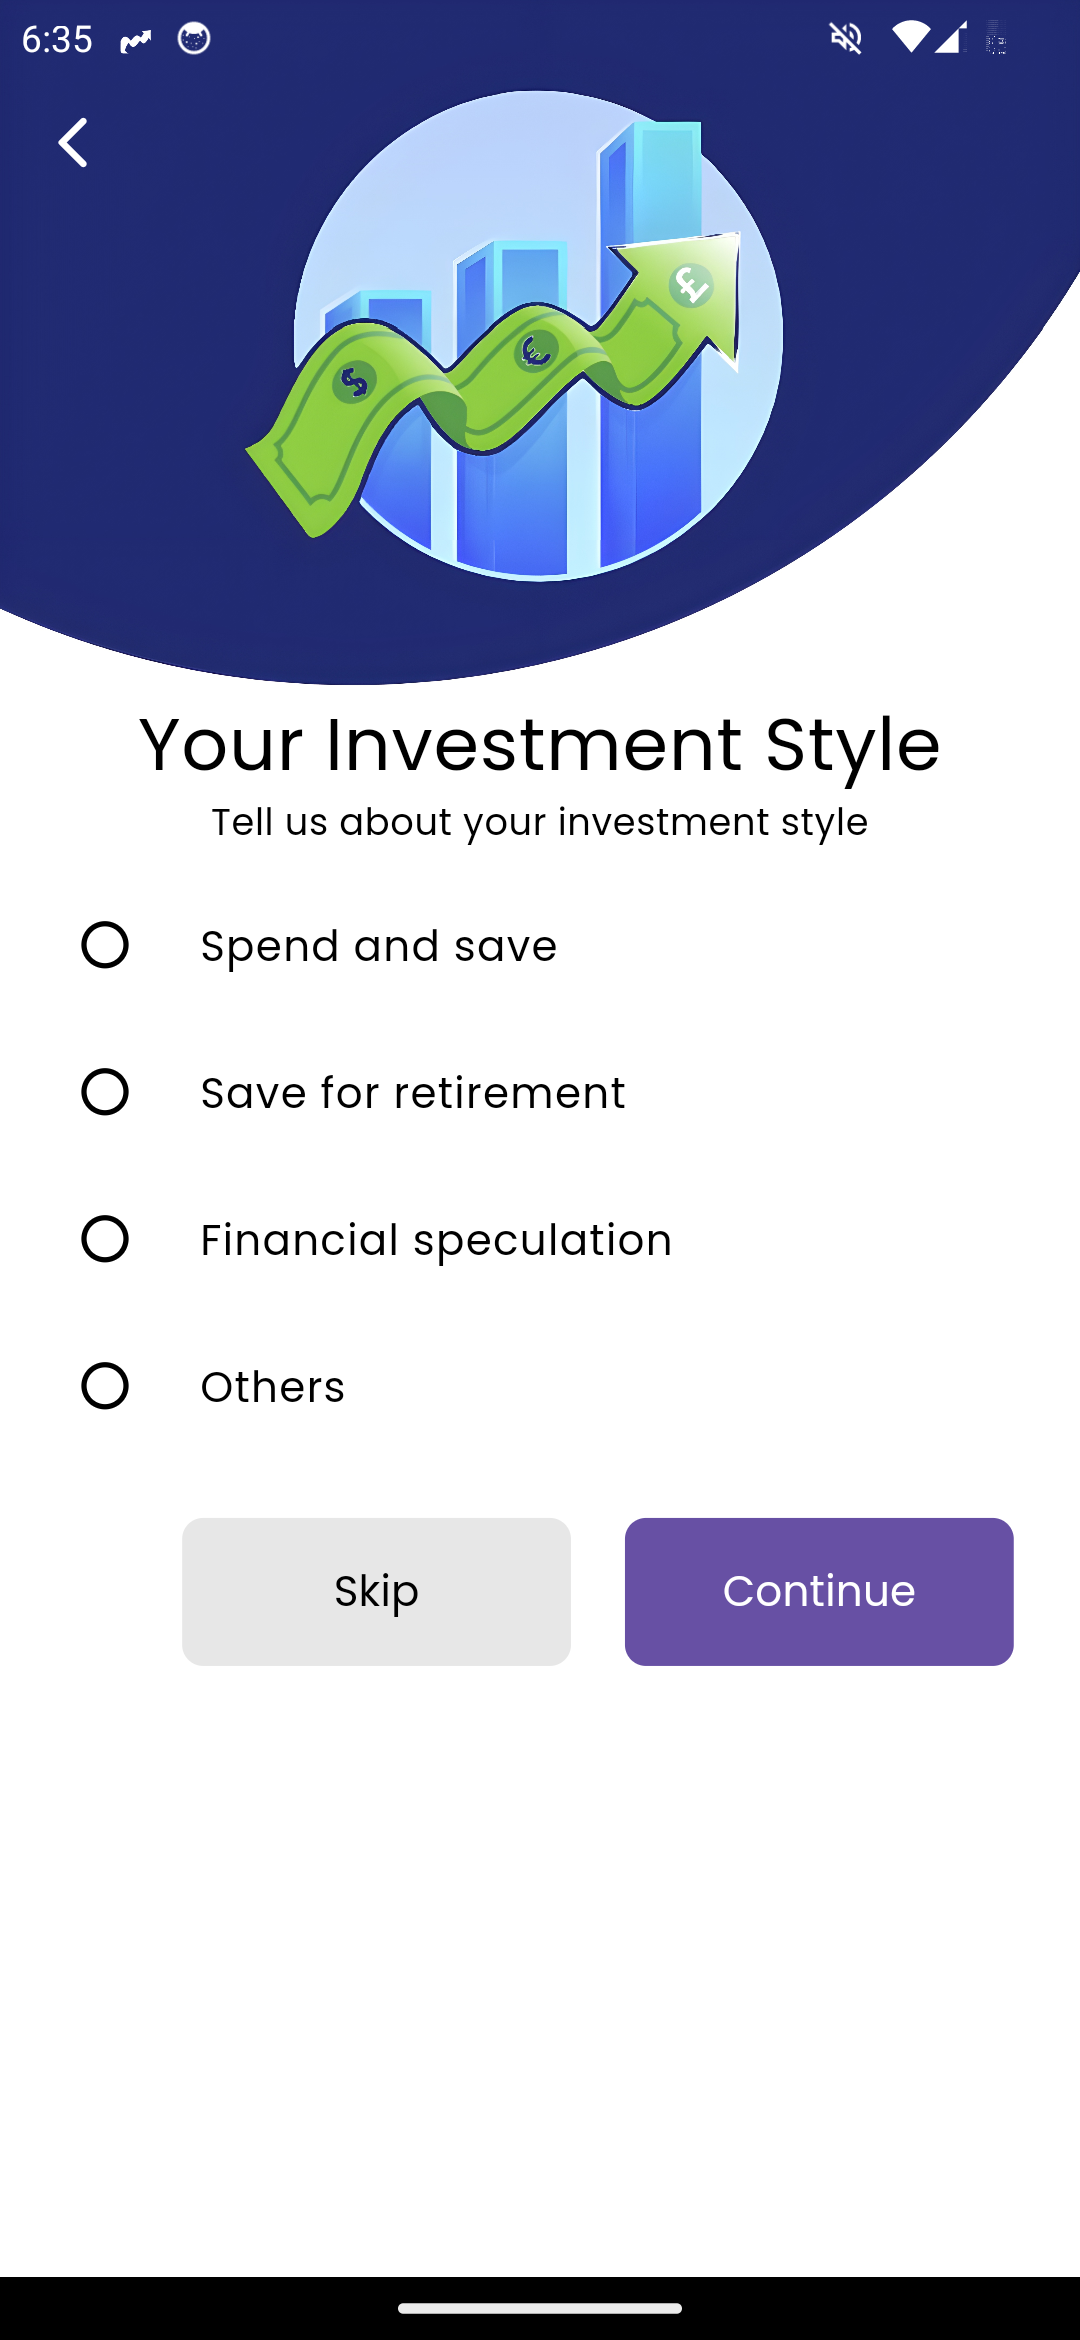 6:35
$
€
£
Your Investment Style
Tell us about your investment style
Spend and save
Save for retirement
Financial speculation
Others
Skip
Continue